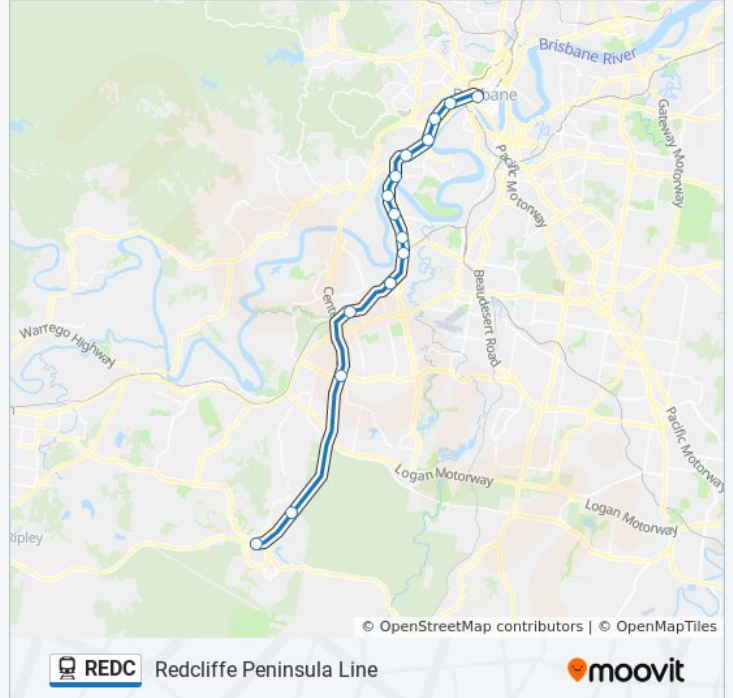 Brisbane River
Brisbane
Gateway Motorway
Pacific Motorway
Beaudesert Road
Warrego Highway
Pacific Motorway
Logan Motorway
Logan Motorway
Ripley
© OpenStreetMap contributors | © OpenMapTiles
REDC Redcliffe Peninsula Line
moovit